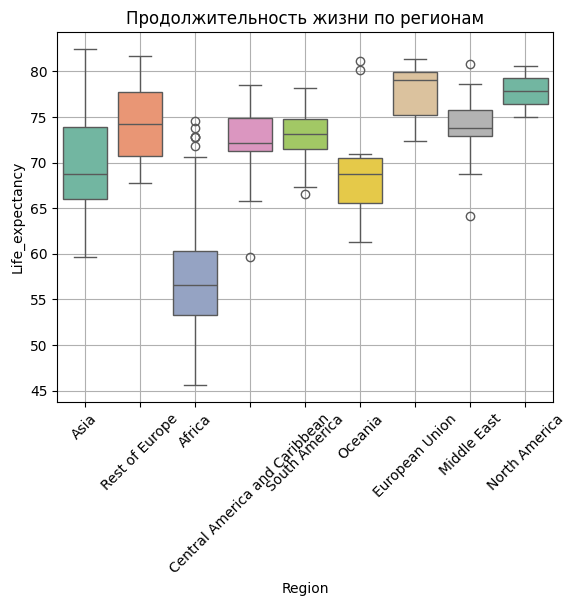 Продолжительность жизни по регионам
Life_expectancy
80
75
70
65
60
55
50
45
Asia
Rest of Europe
Africa
Central America and Caribbean
South America
Oceania
European Union
Middle East
North America
Region